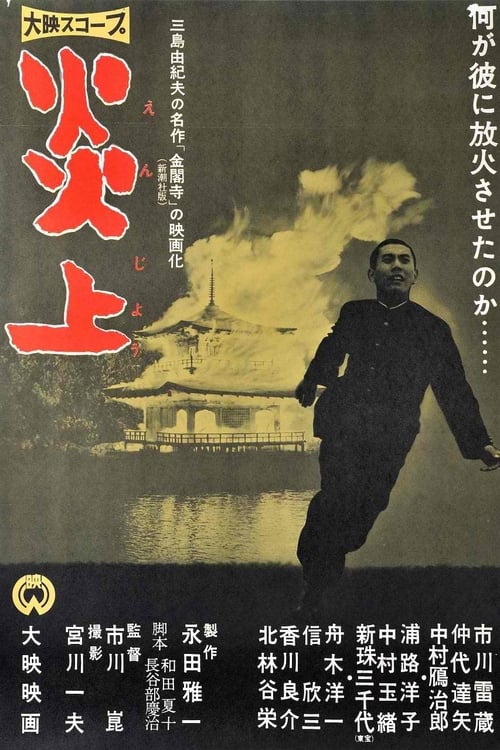 何が彼に放火させたのか……
大映スコープ
三島由紀夫の名作「金閣寺」の映画化
(新潮社版)
炎上
えんじょう
市川雷蔵
仲代達矢
中村鴈治郎
浦路洋子
中村玉緒
新珠三千代
(東宝)
舟木洋一
信欣三
香川良介
北林谷栄
製作
永田雅一
脚本
和田夏十
長谷部慶治
監督
市川崑
撮影
宮川一夫
映
大映映画